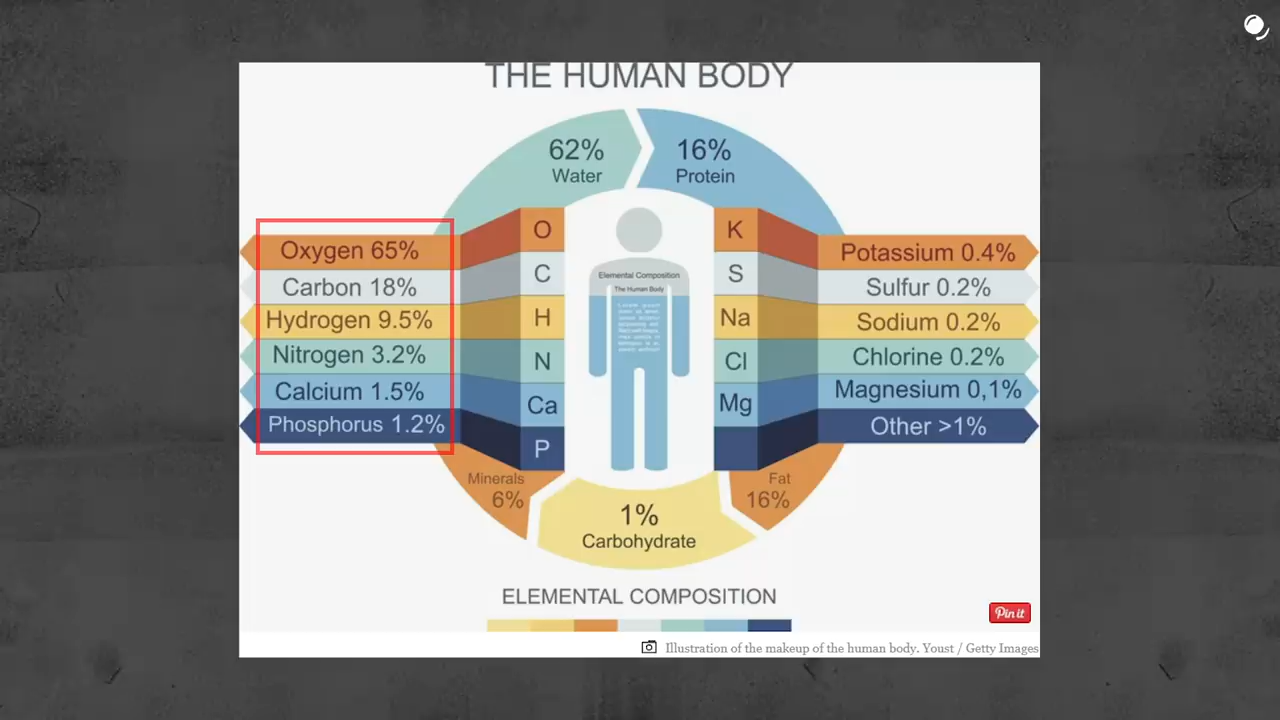 THE HUMAN BODY
62%
Water
16%
Protein
Oxygen 65%
Carbon 18%
Hydrogen 9.5%
Nitrogen 3.2%
Calcium 1.5%
Phosphorus 1.2%
O
C
H
N
Ca
P
Elemental Composition
The Human Body
K
S
Na
Cl
Mg
Potassium 0.4%
Sulfur 0.2%
Sodium 0.2%
Chlorine 0.2%
Magnesium 0,1%
Other >1%
Minerals
6%
Fat
16%
1%
Carbohydrate
ELEMENTAL COMPOSITION
Pin it
Illustration of the makeup of the human body. Youst / Getty Images